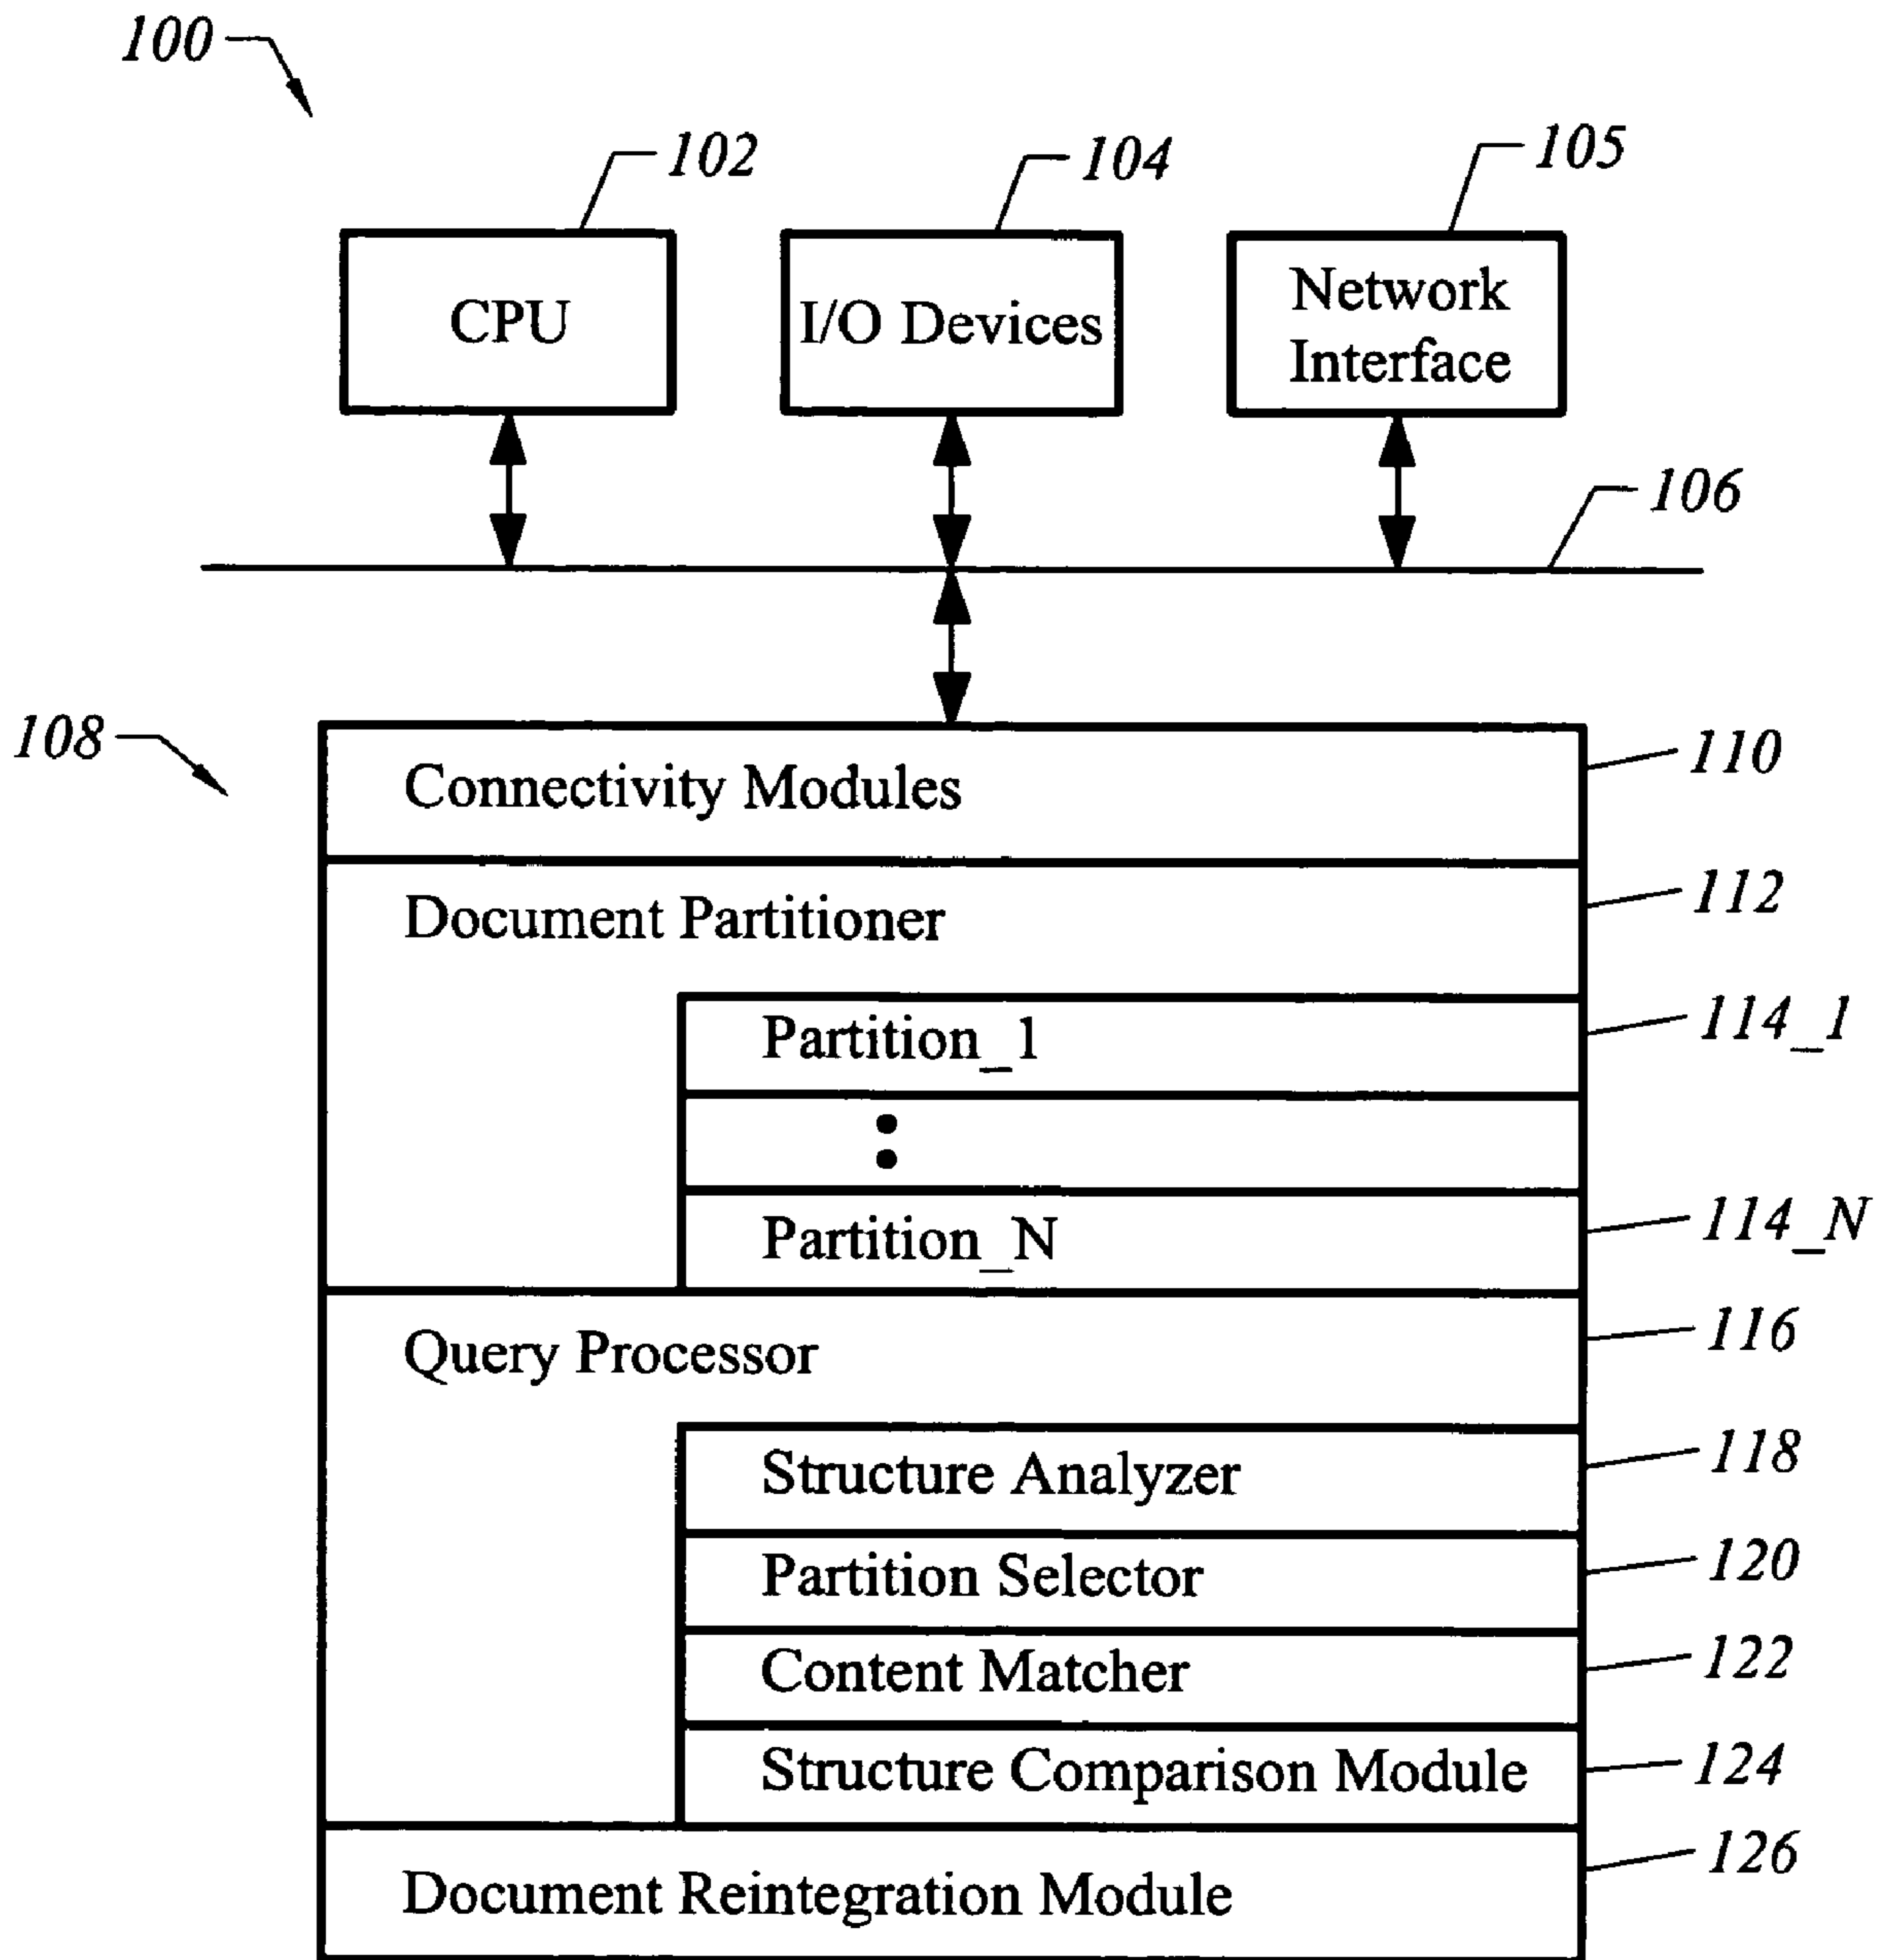 100
102
104
105
CPU
I/O Devices
Network
Interface
106
108
Connectivity Modules
110
Document Partitioner
112
Partition_1
114_1
Partition_N
114_N
Query Processor
116
Structure Analyzer
118
Partition Selector
120
Content Matcher
122
Structure Comparison Module
124
Document Reintegration Module
126